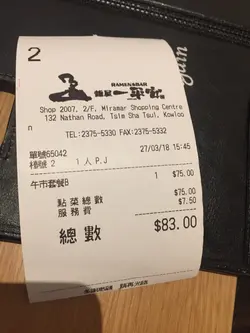 2
RAMEN&BAR
一
Shop 2007, 2/F, Miramar Shopping Centre
132 Nathan Road, Tsim Sha Tsui, Kowloo
n
TEL:2375-5330 FAX:2375-5332
單號65042 27/03/18 15:45
檯號 2 1 人 P.J
午市套餐B 1 $75.00
點菜總數 $75.00
服務費 $7.50
總數 $83.00